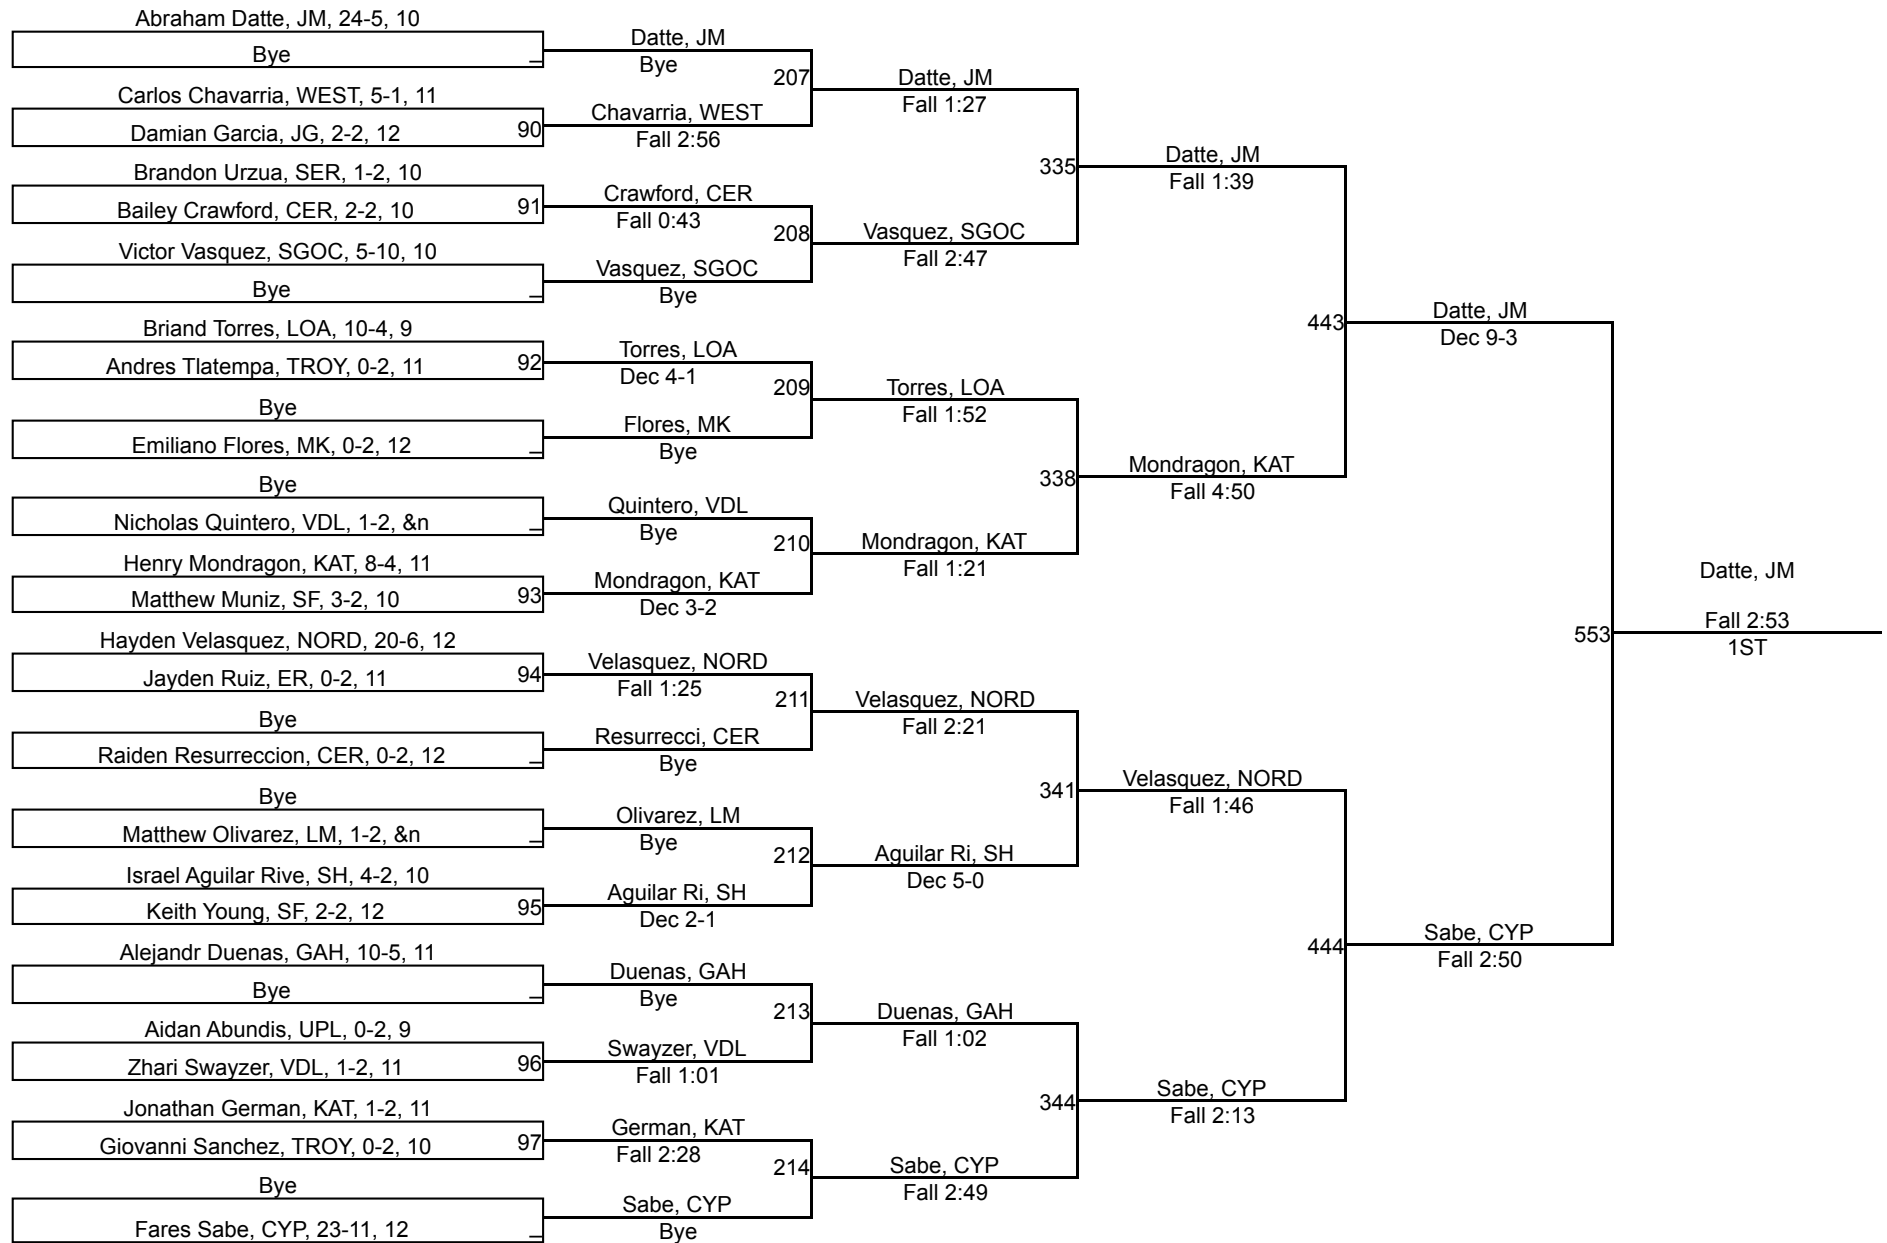 Abraham Datte, JM, 24-5, 10
Bye
_
Carlos Chavarria, WEST, 5-1, 11
Damian Garcia, JG, 2-2, 12
90
Brandon Urzua, SER, 1-2, 10
Bailey Crawford, CER, 2-2, 10
91
Victor Vasquez, SGOC, 5-10, 10
Bye
_
Briand Torres, LOA, 10-4, 9
Andres Tlatempa, TROY, 0-2, 11
92
Bye
Emiliano Flores, MK, 0-2, 12
_
Bye
Nicholas Quintero, VDL, 1-2, &n
_
Henry Mondragon, KAT, 8-4, 11
Matthew Muniz, SF, 3-2, 10
93
Hayden Velasquez, NORD, 20-6, 12
Jayden Ruiz, ER, 0-2, 11
94
Bye
Raiden Resurreccion, CER, 0-2, 12
_
Bye
Matthew Olivarez, LM, 1-2, &n
_
Israel Aguilar Rive, SH, 4-2, 10
Keith Young, SF, 2-2, 12
95
Alejandr Duenas, GAH, 10-5, 11
Bye
_
Aidan Abundis, UPL, 0-2, 9
Zhari Swayzer, VDL, 1-2, 11
96
Jonathan German, KAT, 1-2, 11
Giovanni Sanchez, TROY, 0-2, 10
97
Bye
Fares Sabe, CYP, 23-11, 12
_
Datte, JM
Bye
207
Chavarria, WEST
Fall 2:56
Crawford, CER
Fall 0:43
208
Vasquez, SGOC
Bye
Torres, LOA
Dec 4-1
209
Flores, MK
Bye
Quintero, VDL
Bye
210
Mondragon, KAT
Dec 3-2
Velasquez, NORD
Fall 1:25
211
Resurrecci, CER
Bye
Olivarez, LM
Bye
212
Aguilar Ri, SH
Dec 2-1
Duenas, GAH
Bye
213
Swayzer, VDL
Fall 1:01
German, KAT
Fall 2:28
214
Sabe, CYP
Bye
Datte, JM
Fall 1:27
335
Vasquez, SGOC
Fall 2:47
Torres, LOA
Fall 1:52
338
Mondragon, KAT
Fall 1:21
Velasquez, NORD
Fall 2:21
341
Aguilar Ri, SH
Dec 5-0
Duenas, GAH
Fall 1:02
344
Sabe, CYP
Fall 2:49
Datte, JM
Fall 1:39
443
Mondragon, KAT
Fall 4:50
Velasquez, NORD
Fall 1:46
444
Sabe, CYP
Fall 2:13
Datte, JM
Dec 9-3
553
Sabe, CYP
Fall 2:50
Datte, JM
Fall 2:53
1ST